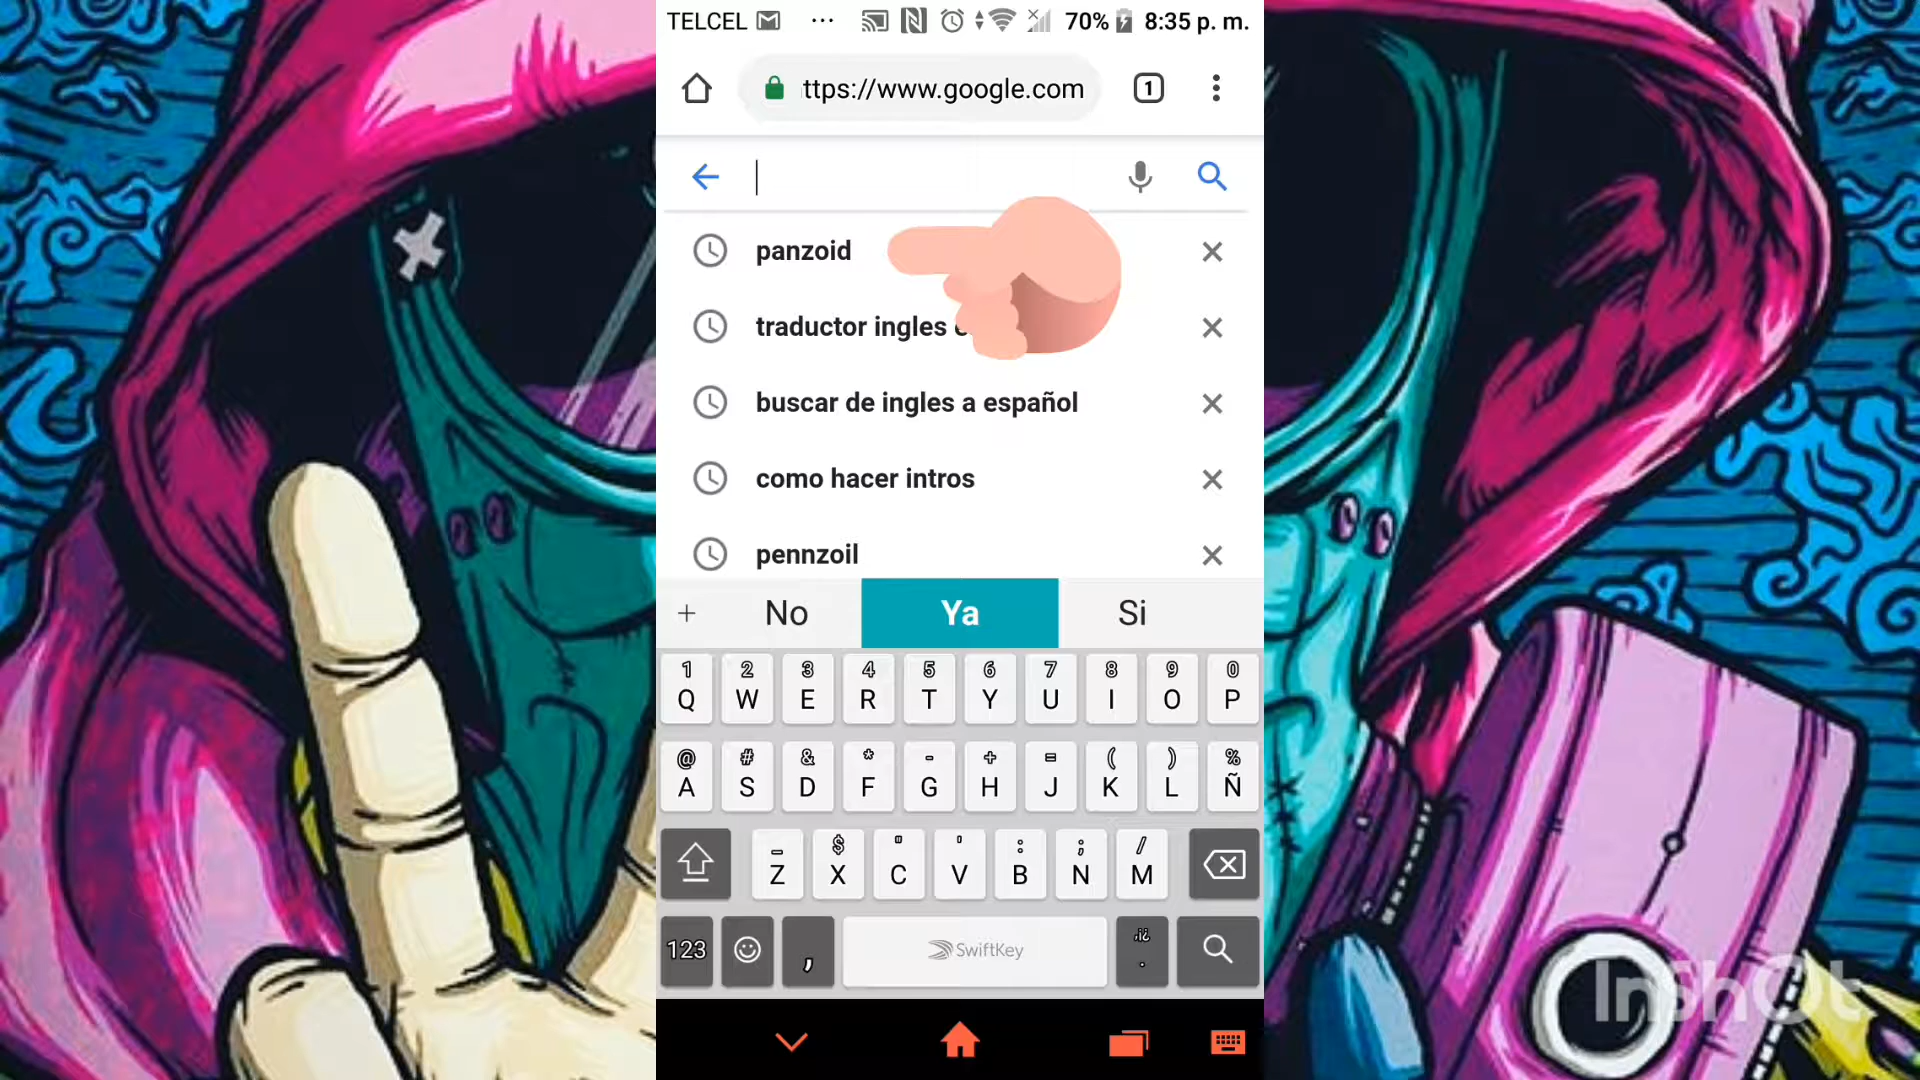 TELCEL ... 70% 8:35 p. m.
ttps://www.google.com 1
panzoid
traductor ingles
buscar de ingles a español
como hacer intros
pennzoil
+ No Ya Si
1 2 3 4 5 6 7 8 9 0
Q W E R T Y U I O P
@ # & * - + = ( ) %
A S D F G H J K L Ñ
_ $ " ' : ; /
Z X C V B N M
123 , SwiftKey ,!¿ .
InShOt